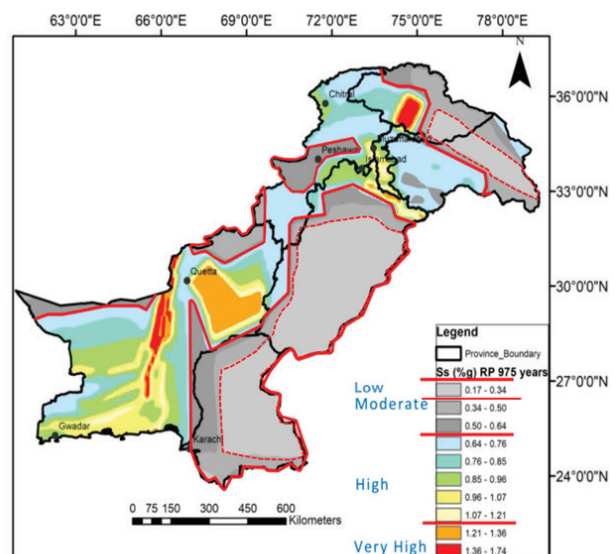 63°0'0"E 66°0'0"E 69°0'0"E 72°0'0"E 75°0'0"E 78°0'0"E
N
36°0'0"N
33°0'0"N
30°0'0"N
27°0'0"N
24°0'0"N
Chitral
Peshawar
Islamabad
Quetta
Gwadar
Karachi
Legend
Province_Boundary
Ss (%g) RP 975 years
0.17 - 0.34
0.34 - 0.50
0.50 - 0.64
0.64 - 0.76
0.76 - 0.85
0.85 - 0.96
0.96 - 1.07
1.07 - 1.21
1.21 - 1.36
1.36 - 1.74
Low
Moderate
High
Very High
0 75 150 300 450 600
Kilometers